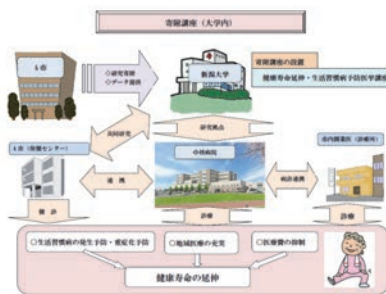 寄附講座（大学内）
A市
○研究寄附
○データ提供
新潟大学
寄附講座の設置
健康寿命延伸・生活習慣病予防医学講座
共同研究
研究拠点
A市（保健センター）
中核病院
市内開業医（診療所）
連 携
病診連携
健 診
診療
診 療
○生活習慣病の発生予防・重症化予防
○地域医療の充実
○医療費の抑制
健康寿命の延伸